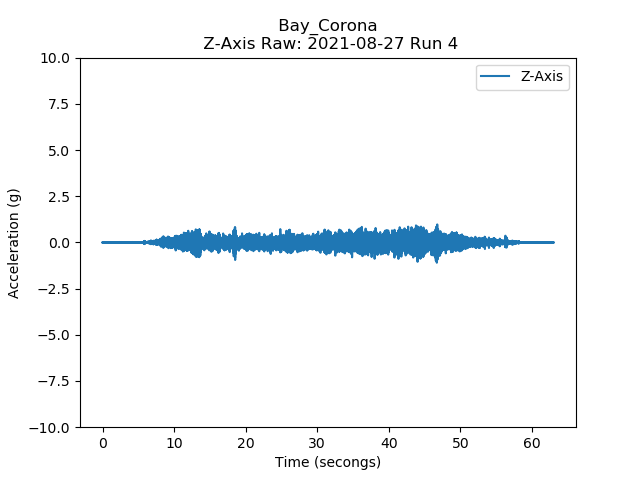 Bay_Corona
Z-Axis Raw: 2021-08-27 Run 4
Z-Axis
Acceleration (g)
10.0
7.5
5.0
2.5
0.0
−2.5
−5.0
−7.5
−10.0
0 10 20 30 40 50 60
Time (secongs)